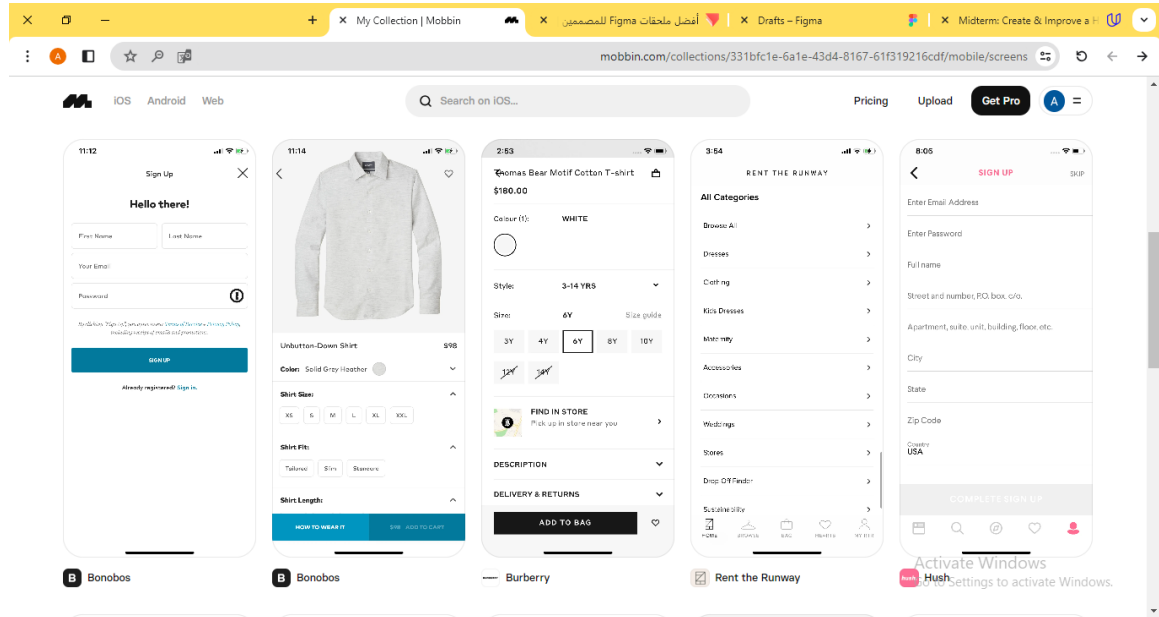 My Collection | Mobbin
أفضل ملحقات Figma للمصممين
Drafts – Figma
Midterm: Create & Improve a H
A
mobbin.com/collections/331bfc1e-6a1e-43d4-8167-61f319216cdf/mobile/screens
iOS Android Web
Search on iOS...
Pricing Upload Get Pro A
11:12
Sign Up
Hello there!
First Name Last Name
Your Email
Password
SIGN UP
Already registered? Sign in.
11:14
Unbutton-Down Shirt $98
Color: Solid Grey Heather
Shirt Size:
XS S M L XL XXL
Shirt Fit:
Tailored Slim Standard
Shirt Length:
HOW TO WEAR IT $98 ADD TO CART
2:53
Thomas Bear Motif Cotton T-shirt
$180.00
Colour (1): WHITE
Style: 3-14 YRS
Size: 6Y Size guide
3Y 4Y 6Y 8Y 10Y
12Y 14Y
FIND IN STORE
Pick up in store near you
DESCRIPTION
DELIVERY & RETURNS
ADD TO BAG
3:54
RENT THE RUNWAY
All Categories
Browse All
Dresses
Clothing
Kids Dresses
Maternity
Accessories
Occasions
Weddings
Stores
Drop Off Finder
Sustainability
HOME BROWSE BAG HEARTS MY RTR
8:05
SIGN UP SKIP
Enter Email Address
Enter Password
Full name
Street and number, P.O. box, c/o.
Apartment, suite, unit, building, floor, etc.
City
State
Zip Code
Country
USA
COMPLETE SIGN UP
B Bonobos
B Bonobos
Burberry
Rent the Runway
hush Hush
Activate Windows
to Settings to activate Windows.